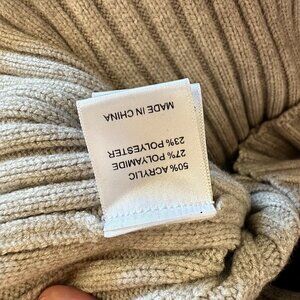 50% ACRYLIC
27% POLYAMIDE
23% POLYESTER
MADE IN CHINA